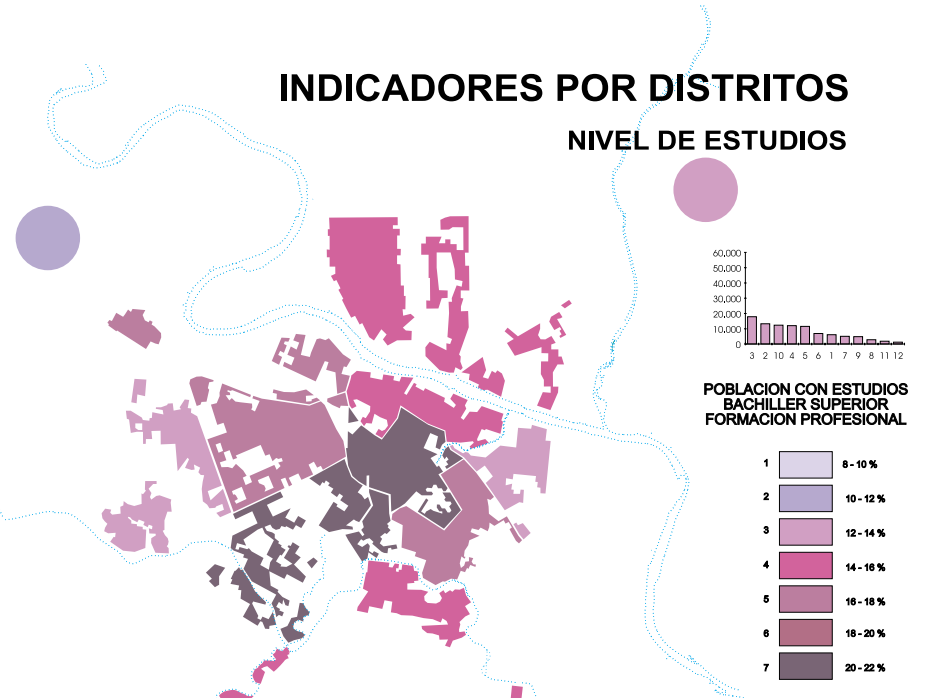 INDICADORES POR DISTRITOS
NIVEL DE ESTUDIOS
60.000
50.000
40.000
30.000
20.000
10.000
0
3 2 10 4 5 6 1 7 9 8 11 12
POBLACION CON ESTUDIOS
BACHILLER SUPERIOR
FORMACION PROFESIONAL
1 8 - 10 %
2 10 - 12 %
3 12 - 14 %
4 14 - 16 %
5 16 - 18 %
6 18 - 20 %
7 20 - 22 %